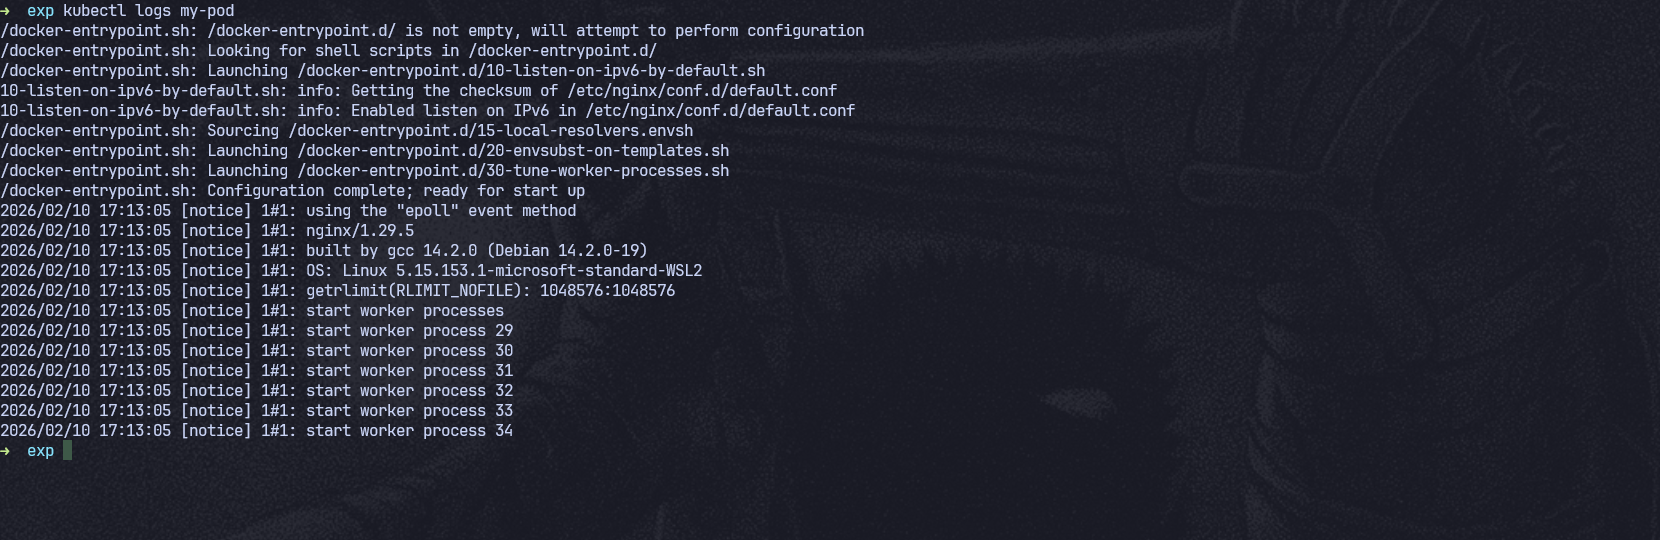 ➜  exp kubectl logs my-pod
/docker-entrypoint.sh: /docker-entrypoint.d/ is not empty, will attempt to perform configuration
/docker-entrypoint.sh: Looking for shell scripts in /docker-entrypoint.d/
/docker-entrypoint.sh: Launching /docker-entrypoint.d/10-listen-on-ipv6-by-default.sh
10-listen-on-ipv6-by-default.sh: info: Getting the checksum of /etc/nginx/conf.d/default.conf
10-listen-on-ipv6-by-default.sh: info: Enabled listen on IPv6 in /etc/nginx/conf.d/default.conf
/docker-entrypoint.sh: Sourcing /docker-entrypoint.d/15-local-resolvers.envsh
/docker-entrypoint.sh: Launching /docker-entrypoint.d/20-envsubst-on-templates.sh
/docker-entrypoint.sh: Launching /docker-entrypoint.d/30-tune-worker-processes.sh
/docker-entrypoint.sh: Configuration complete; ready for start up
2026/02/10 17:13:05 [notice] 1#1: using the "epoll" event method
2026/02/10 17:13:05 [notice] 1#1: nginx/1.29.5
2026/02/10 17:13:05 [notice] 1#1: built by gcc 14.2.0 (Debian 14.2.0-19)
2026/02/10 17:13:05 [notice] 1#1: OS: Linux 5.15.153.1-microsoft-standard-WSL2
2026/02/10 17:13:05 [notice] 1#1: getrlimit(RLIMIT_NOFILE): 1048576:1048576
2026/02/10 17:13:05 [notice] 1#1: start worker processes
2026/02/10 17:13:05 [notice] 1#1: start worker process 29
2026/02/10 17:13:05 [notice] 1#1: start worker process 30
2026/02/10 17:13:05 [notice] 1#1: start worker process 31
2026/02/10 17:13:05 [notice] 1#1: start worker process 32
2026/02/10 17:13:05 [notice] 1#1: start worker process 33
2026/02/10 17:13:05 [notice] 1#1: start worker process 34
➜  exp